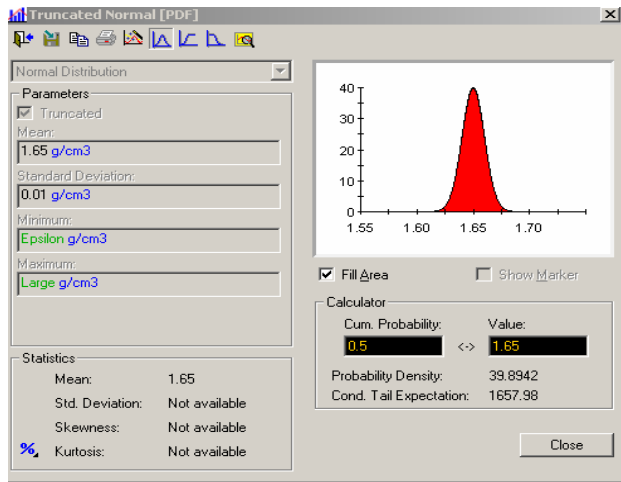 Truncated Normal [PDF]
Normal Distribution
Parameters
Truncated
Mean:
1.65 g/cm3
Standard Deviation:
0.01 g/cm3
Minimum:
Epsilon g/cm3
Maximum:
Large g/cm3
Statistics
Mean: 1.65
Std. Deviation: Not available
Skewness: Not available
Kurtosis: Not available
40
30
20
10
0
1.55 1.60 1.65 1.70
Fill Area Show Marker
Calculator
Cum. Probability: Value:
0.5 <-> 1.65
Probability Density: 39.8942
Cond. Tail Expectation: 1657.98
Close